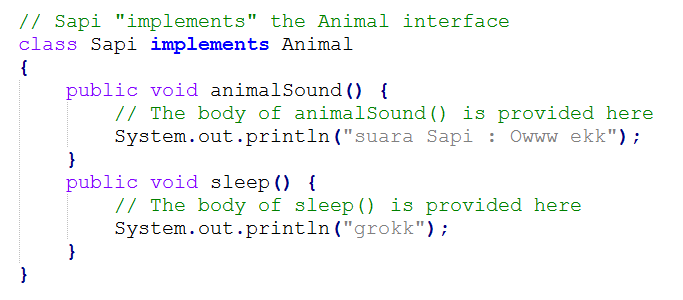 // Sapi "implements" the Animal interface
class Sapi implements Animal
{
    public void animalSound() {
        // The body of animalSound() is provided here
        System.out.println("suara Sapi : Owww ekk");
    }
    public void sleep() {
        // The body of sleep() is provided here
        System.out.println("grokk");
    }
}